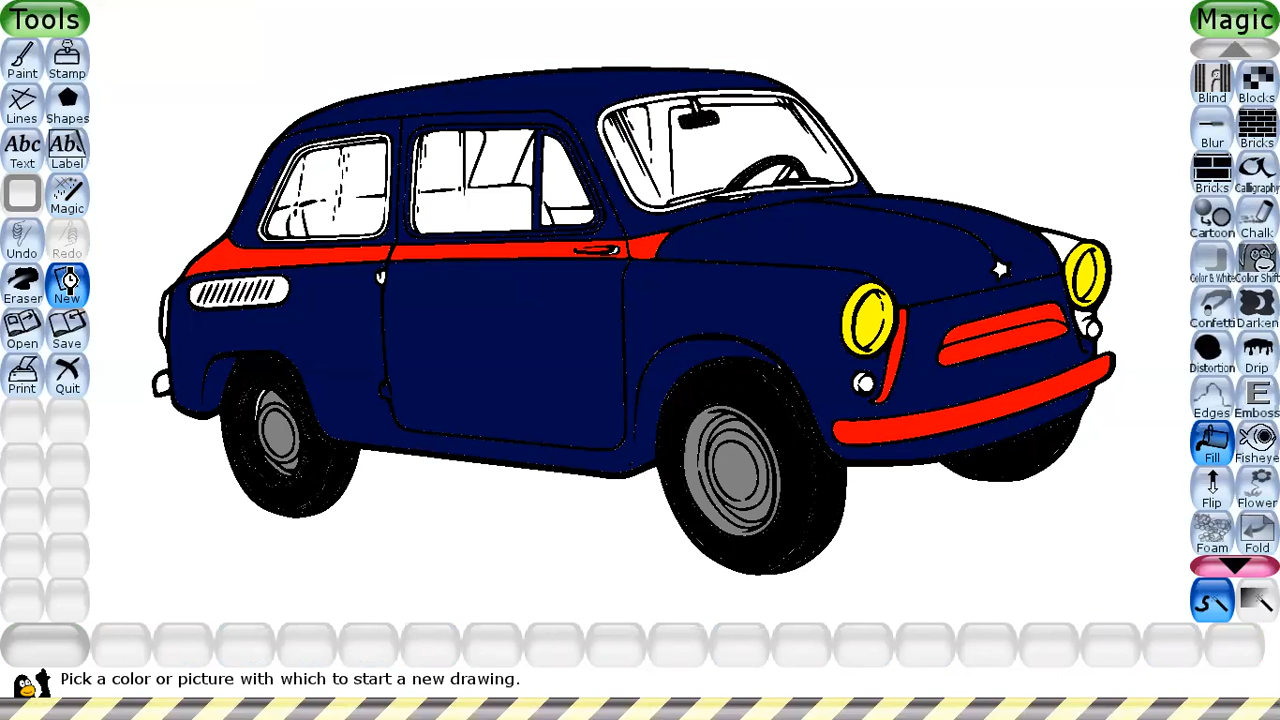 Tools
Magic
Paint
Stamp
Lines
Shapes
Abc
Text
Abc
Label
Magic
Undo
Redo
Eraser
New
Open
Save
Print
Quit
Blind
Blocks
Blur
Bricks
Bricks
Calligraphy
Cartoon
Chalk
Color & White
Color Shift
Confetti
Darken
Distortion
Drip
Edges
E
Emboss
Fill
Fisheye
Flip
Flower
Foam
Fold
Pick a color or picture with which to start a new drawing.